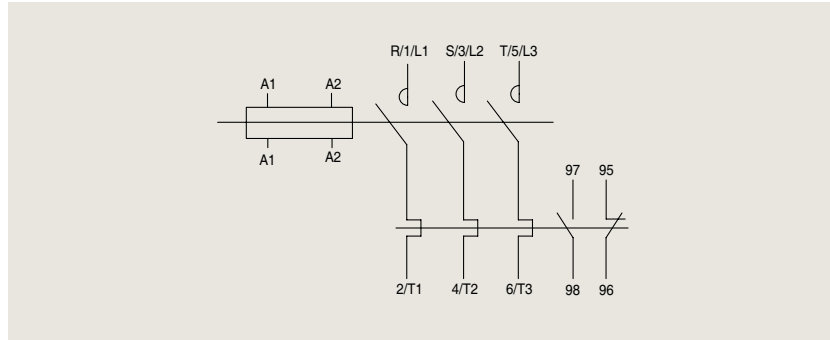 R/1/L1 S/3/L2 T/5/L3
A1 A2
A1 A2
97 95
2/T1 4/T2 6/T3 98 96